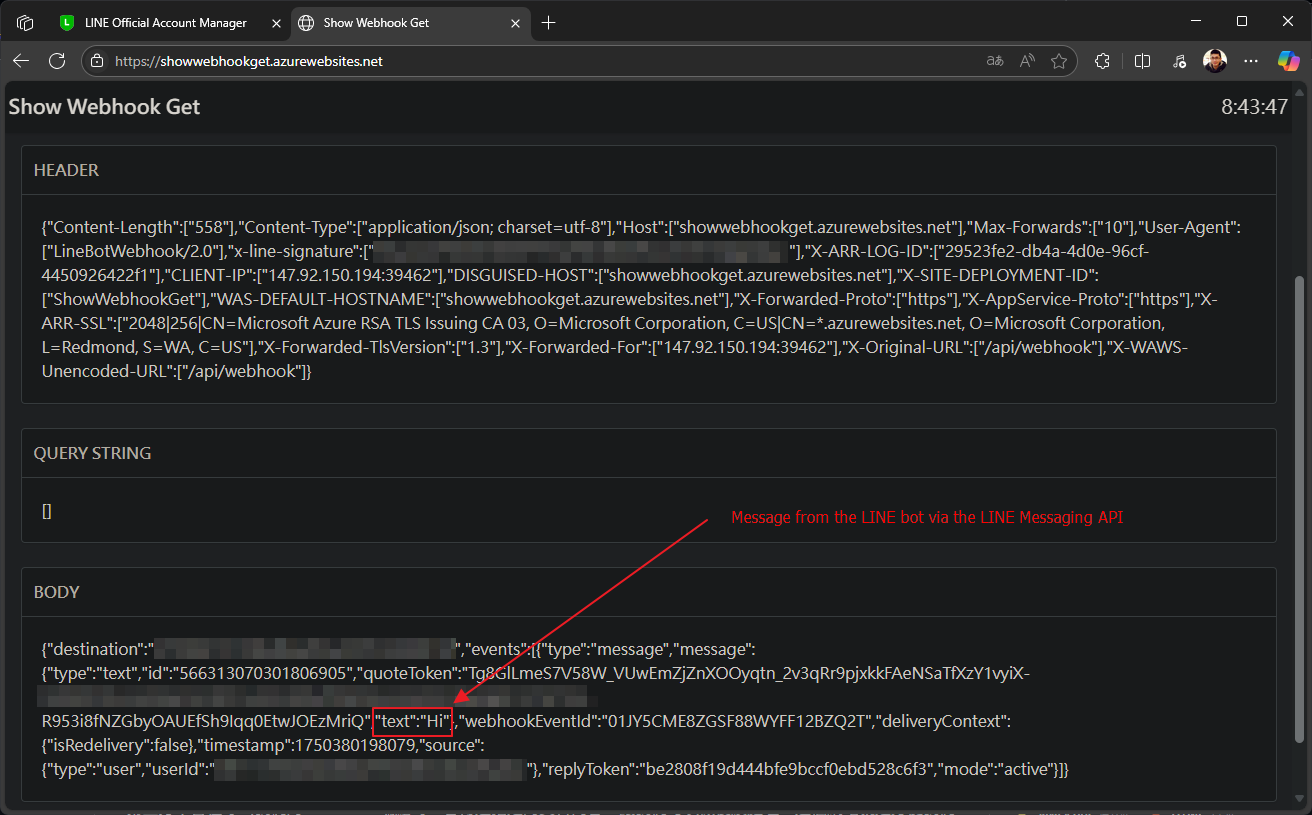 LINE Official Account Manager
Show Webhook Get
https://showwebhookget.azurewebsites.net
Show Webhook Get
8:43:47
HEADER
{"Content-Length":["558"],"Content-Type":["application/json; charset=utf-8"],"Host":["showwebhookget.azurewebsites.net"],"Max-Forwards":["10"],"User-Agent":
["LineBotWebhook/2.0"],"x-line-signature":["
"],"X-ARR-LOG-ID":["29523fe2-db4a-4d0e-96cf-
4450926422f1"],"CLIENT-IP":["147.92.150.194:39462"],"DISGUISED-HOST":["showwebhookget.azurewebsites.net"],"X-SITE-DEPLOYMENT-ID":
["ShowWebhookGet"],"WAS-DEFAULT-HOSTNAME":["showwebhookget.azurewebsites.net"],"X-Forwarded-Proto":["https"],"X-AppService-Proto":["https"],"X-
ARR-SSL":["2048|256|CN=Microsoft Azure RSA TLS Issuing CA 03, O=Microsoft Corporation, C=US|CN=*.azurewebsites.net, O=Microsoft Corporation,
L=Redmond, S=WA, C=US"],"X-Forwarded-TlsVersion":["1.3"],"X-Forwarded-For":["147.92.150.194:39462"],"X-Original-URL":["/api/webhook"],"X-WAWS-
Unencoded-URL":["/api/webhook"]}
QUERY STRING
[]
Message from the LINE bot via the LINE Messaging API
BODY
{"destination":"
","events":[{"type":"message","message":
{"type":"text","id":"566313070301806905","quoteToken":"Tg8GlLmeS7V58W_VUwEmZjZnXOOyqtn_2v3qRr9pjxkkFAeNSaTfXzY1vyiX-
R953i8fNZGbyOAUEfSh9Iqq0EtwJOEzMriQ","text":"Hi"},"webhookEventId":"01JY5CME8ZGSF88WYFF12BZQ2T","deliveryContext":
{"isRedelivery":false},"timestamp":1750380198079,"source":
{"type":"user","userId":"
"},"replyToken":"be2808f19d444bfe9bccf0ebd528c6f3","mode":"active"}]}